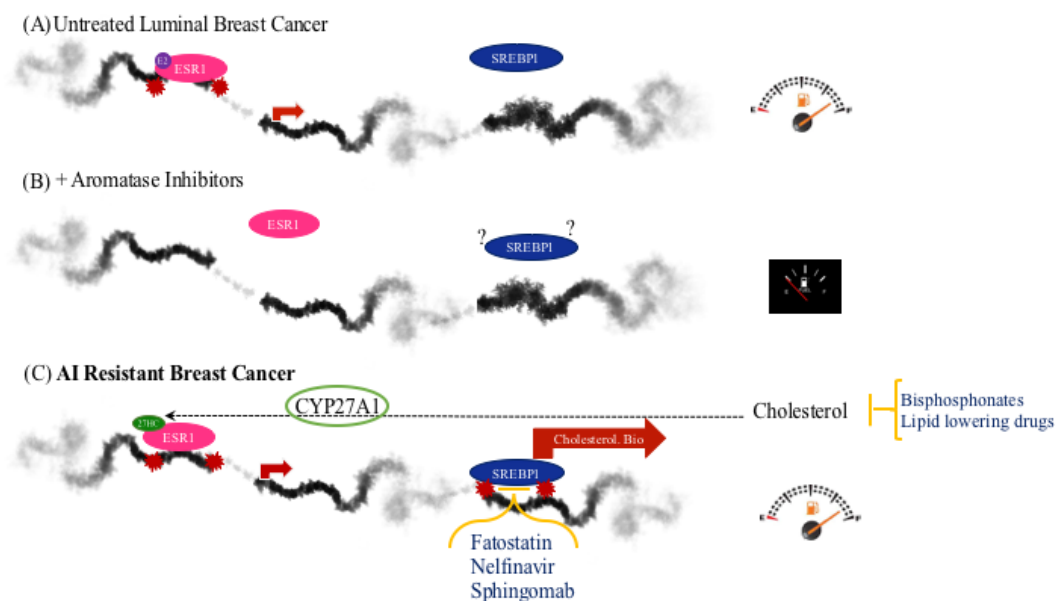 (A) Untreated Luminal Breast Cancer
E2
ESR1
SREBP1
E
F
(B) + Aromatase Inhibitors
ESR1
?
SREBP1
?
E
F
FUEL
(C) AI Resistant Breast Cancer
CYP27A1
27HC
ESR1
Cholesterol
Bisphosphonates
Lipid lowering drugs
Cholesterol. Bio
SREBP1
E
F
Fatostatin
Nelfinavir
Sphingomab